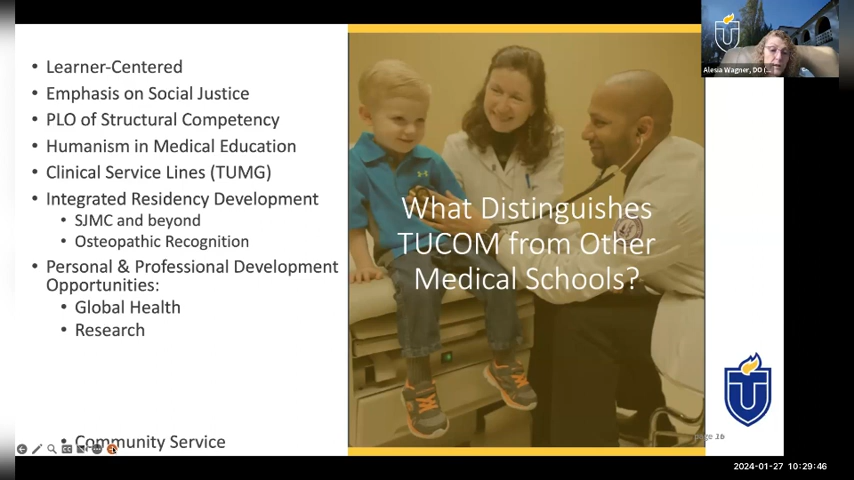 Learner-Centered
Emphasis on Social Justice
PLO of Structural Competency
Humanism in Medical Education
Clinical Service Lines (TUMG)
Integrated Residency Development
SJMC and beyond
Osteopathic Recognition
Personal & Professional Development
Opportunities:
Global Health
Research
Community Service
What Distinguishes
TUCOM from Other
Medical Schools?
Alesia Wagner, DO (...
page 16
2024-01-27 10:29:46